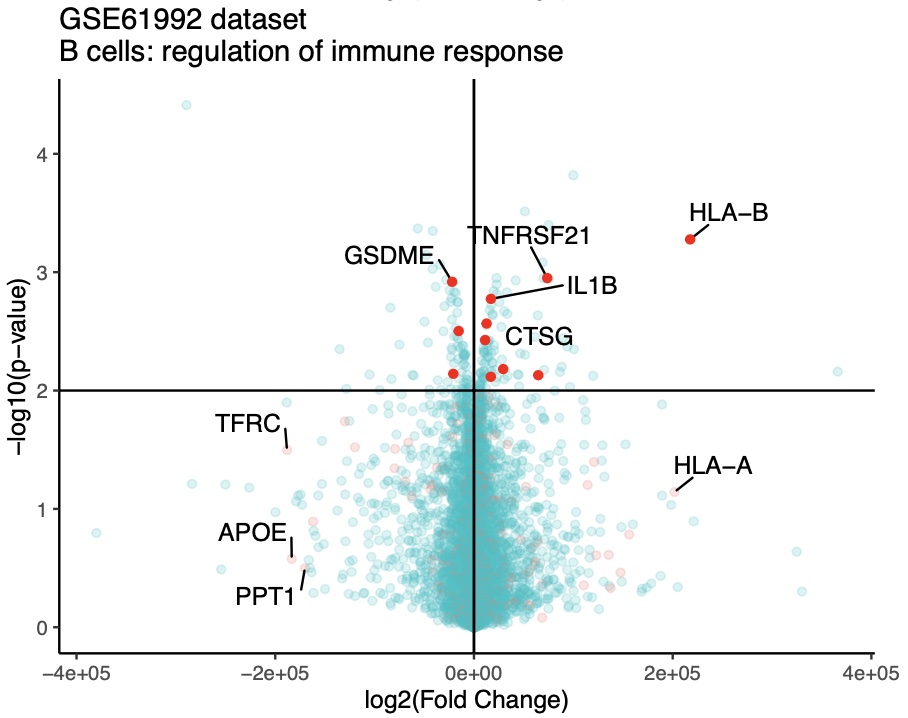 GSE61992 dataset
B cells: regulation of immune response
−log10(p−value)
4
3
2
1
0
HLA−B
TNFRSF21
GSDME
IL1B
CTSG
TFRC
HLA−A
APOE
PPT1
−4e+05
−2e+05
0e+00
2e+05
4e+05
log2(Fold Change)